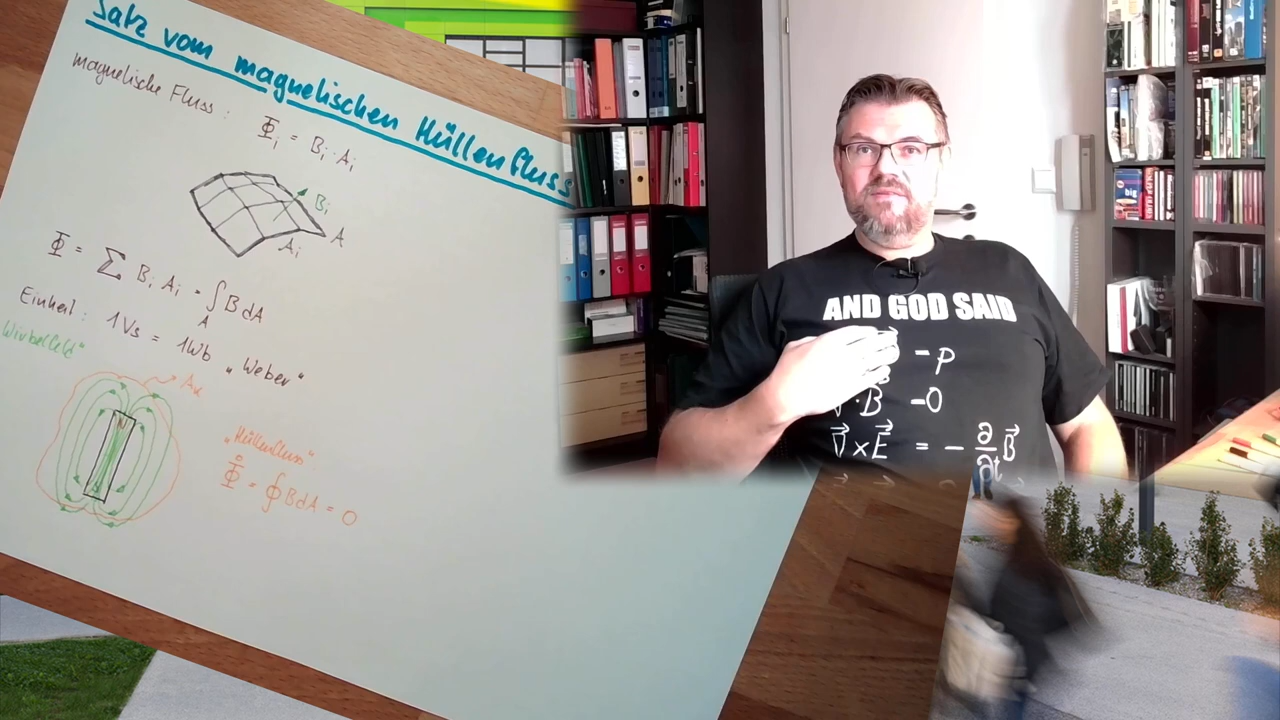 Satz vom magnetischen Hüllenfluss
magnetische Fluss :
Φi = Bi · Ai
Bi
A
Ai
Φ = ∑ Bi Ai = ∫A B dA
Einheit : 1Vs = 1Wb „Weber"
„Wirbelfeld"
N
„Hüllenfluss":
Φ̊ = ∮ B dA = 0
AND GOD SAID
- ρ
· B⃗ - 0
∇⃗ × E⃗ = - ∂/∂t B⃗
big